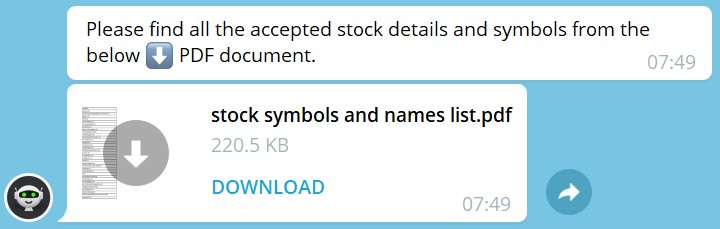 Please find all the accepted stock details and symbols from the
below ⬇️ PDF document.
07:49
stock symbols and names list.pdf
220.5 KB
DOWNLOAD
07:49